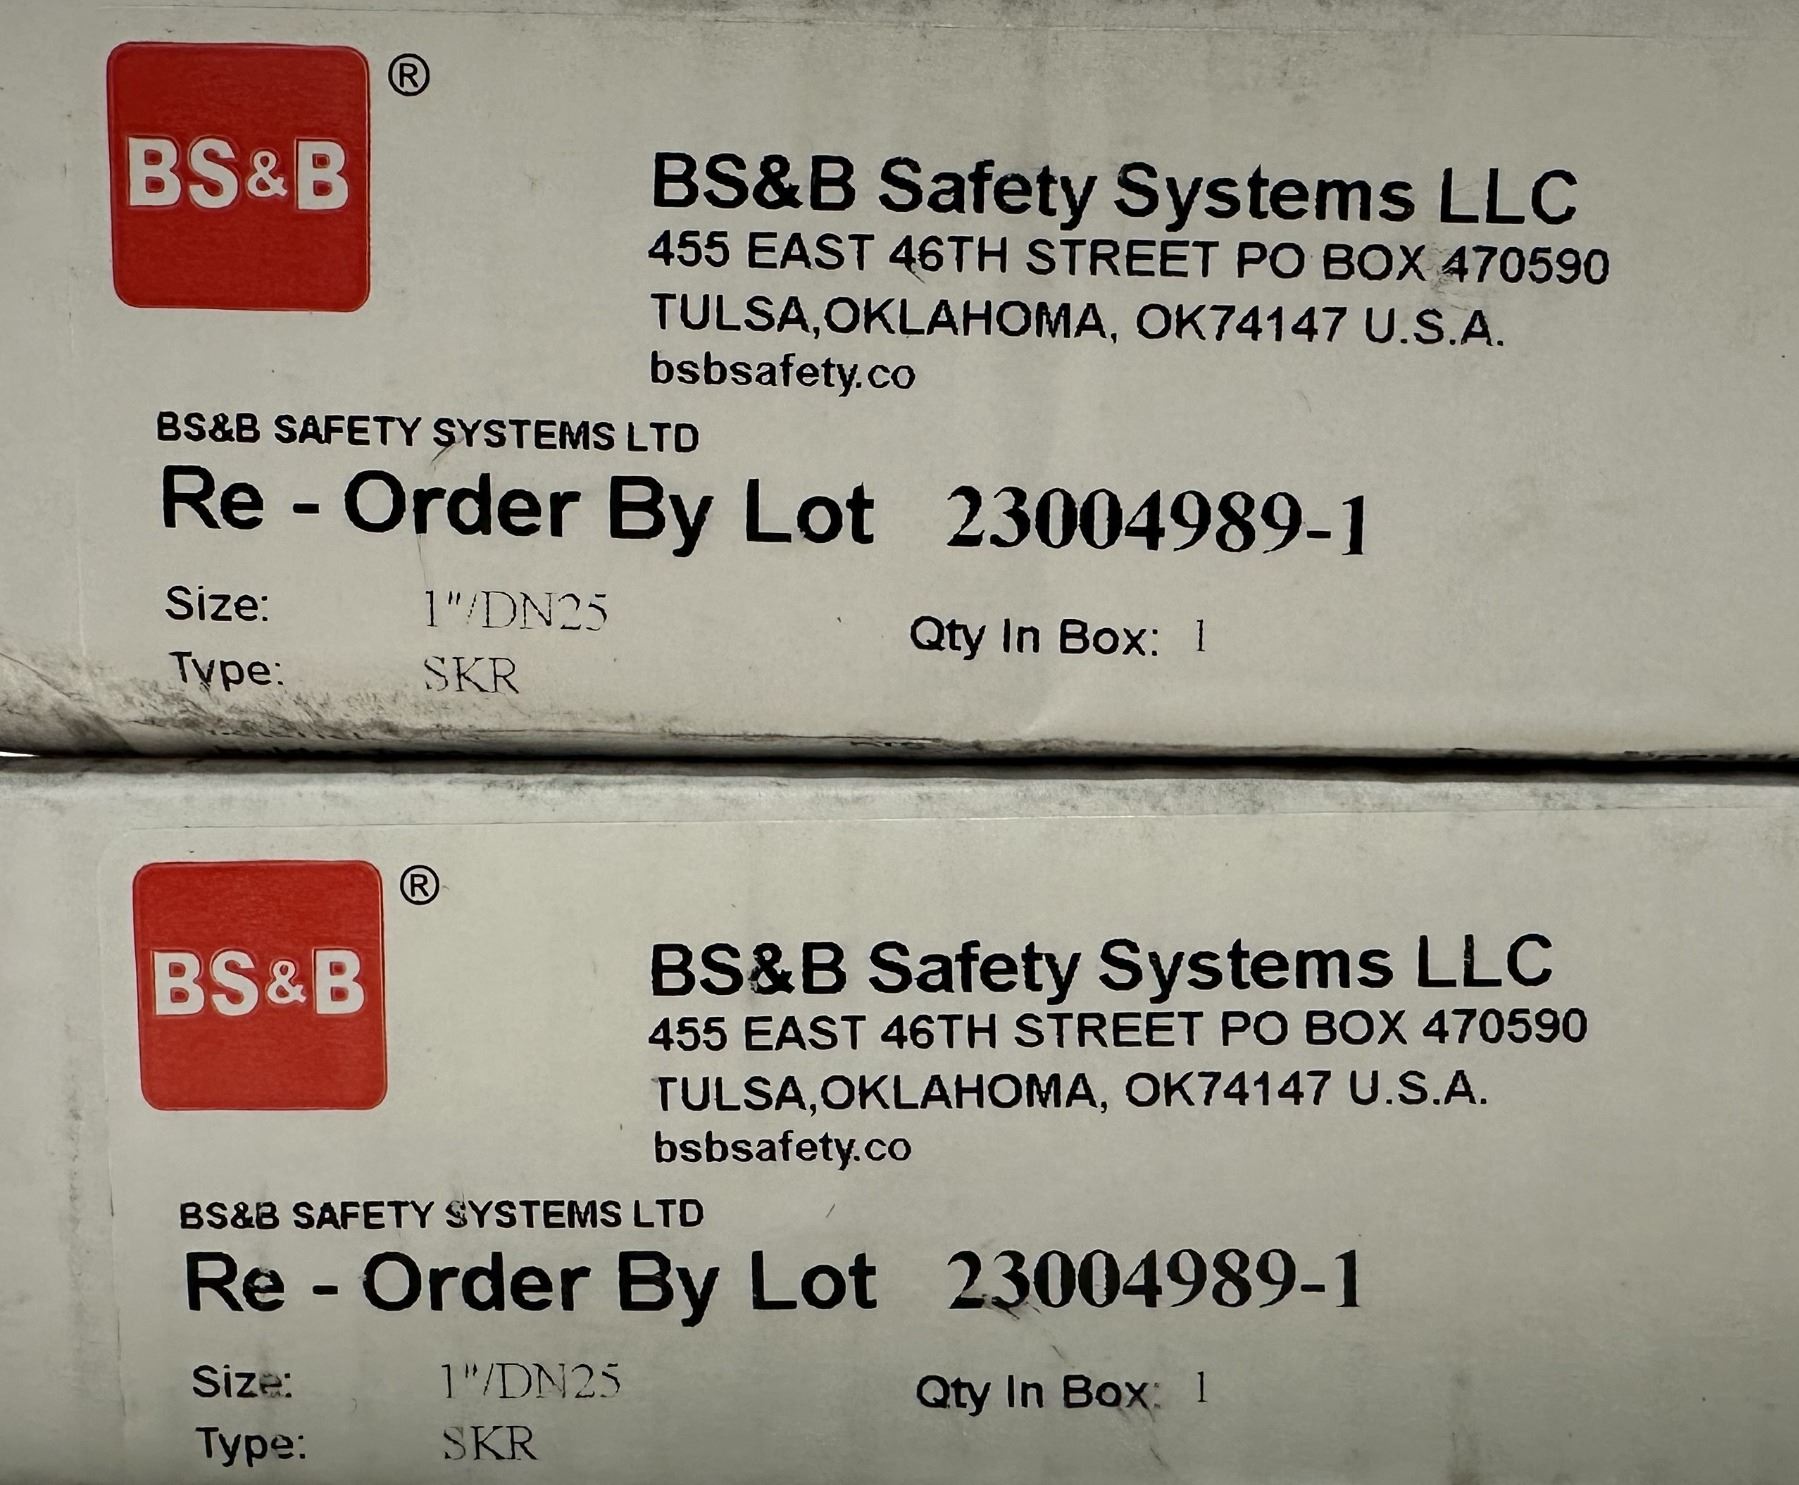 BS&B ®
BS&B Safety Systems LLC
455 EAST 46TH STREET PO BOX 470590
TULSA,OKLAHOMA, OK74147 U.S.A.
bsbsafety.co
BS&B SAFETY SYSTEMS LTD
Re - Order By Lot 23004989-1
Size: 1"/DN25
Qty In Box: 1
Type: SKR
BS&B ®
BS&B Safety Systems LLC
455 EAST 46TH STREET PO BOX 470590
TULSA,OKLAHOMA, OK74147 U.S.A.
bsbsafety.co
BS&B SAFETY SYSTEMS LTD
Re - Order By Lot 23004989-1
Size: 1"/DN25
Qty In Box: 1
Type: SKR